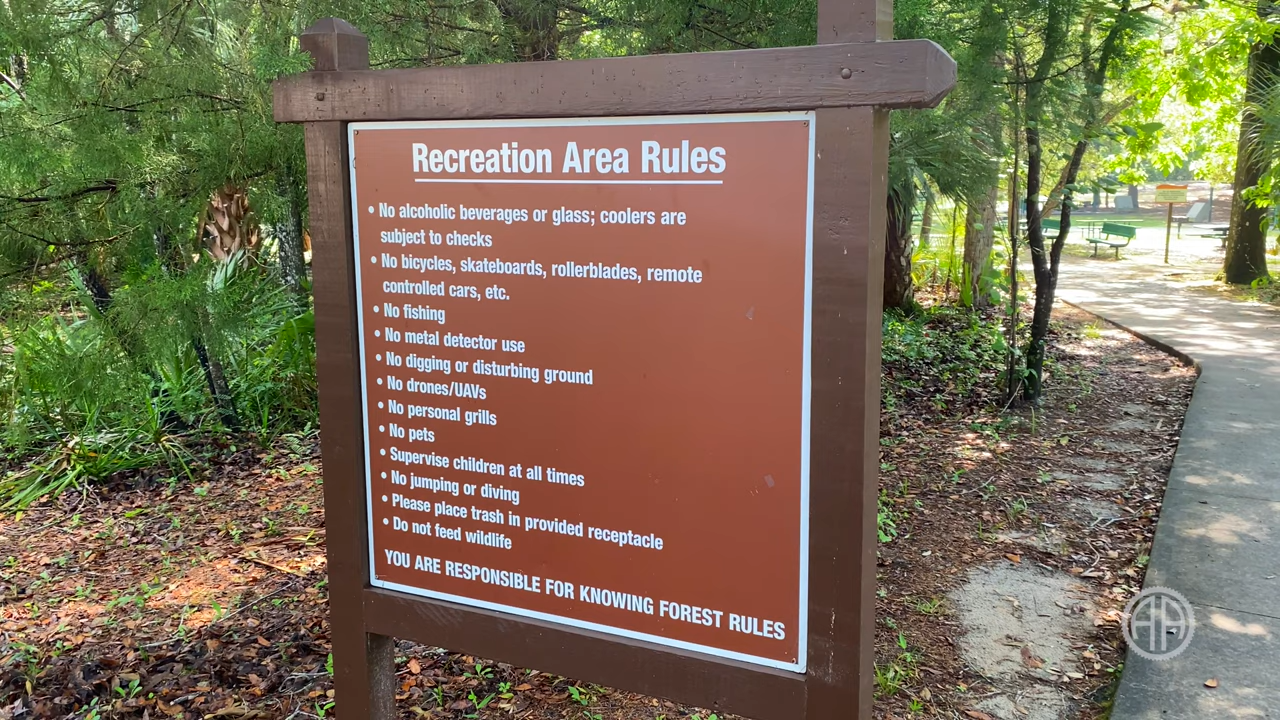 Recreation Area Rules
• No alcoholic beverages or glass; coolers are
subject to checks
• No bicycles, skateboards, rollerblades, remote
controlled cars, etc.
• No fishing
• No metal detector use
• No digging or disturbing ground
• No drones/UAVs
• No personal grills
• No pets
• Supervise children at all times
• No jumping or diving
• Please place trash in provided receptacle
• Do not feed wildlife
YOU ARE RESPONSIBLE FOR KNOWING FOREST RULES
AA